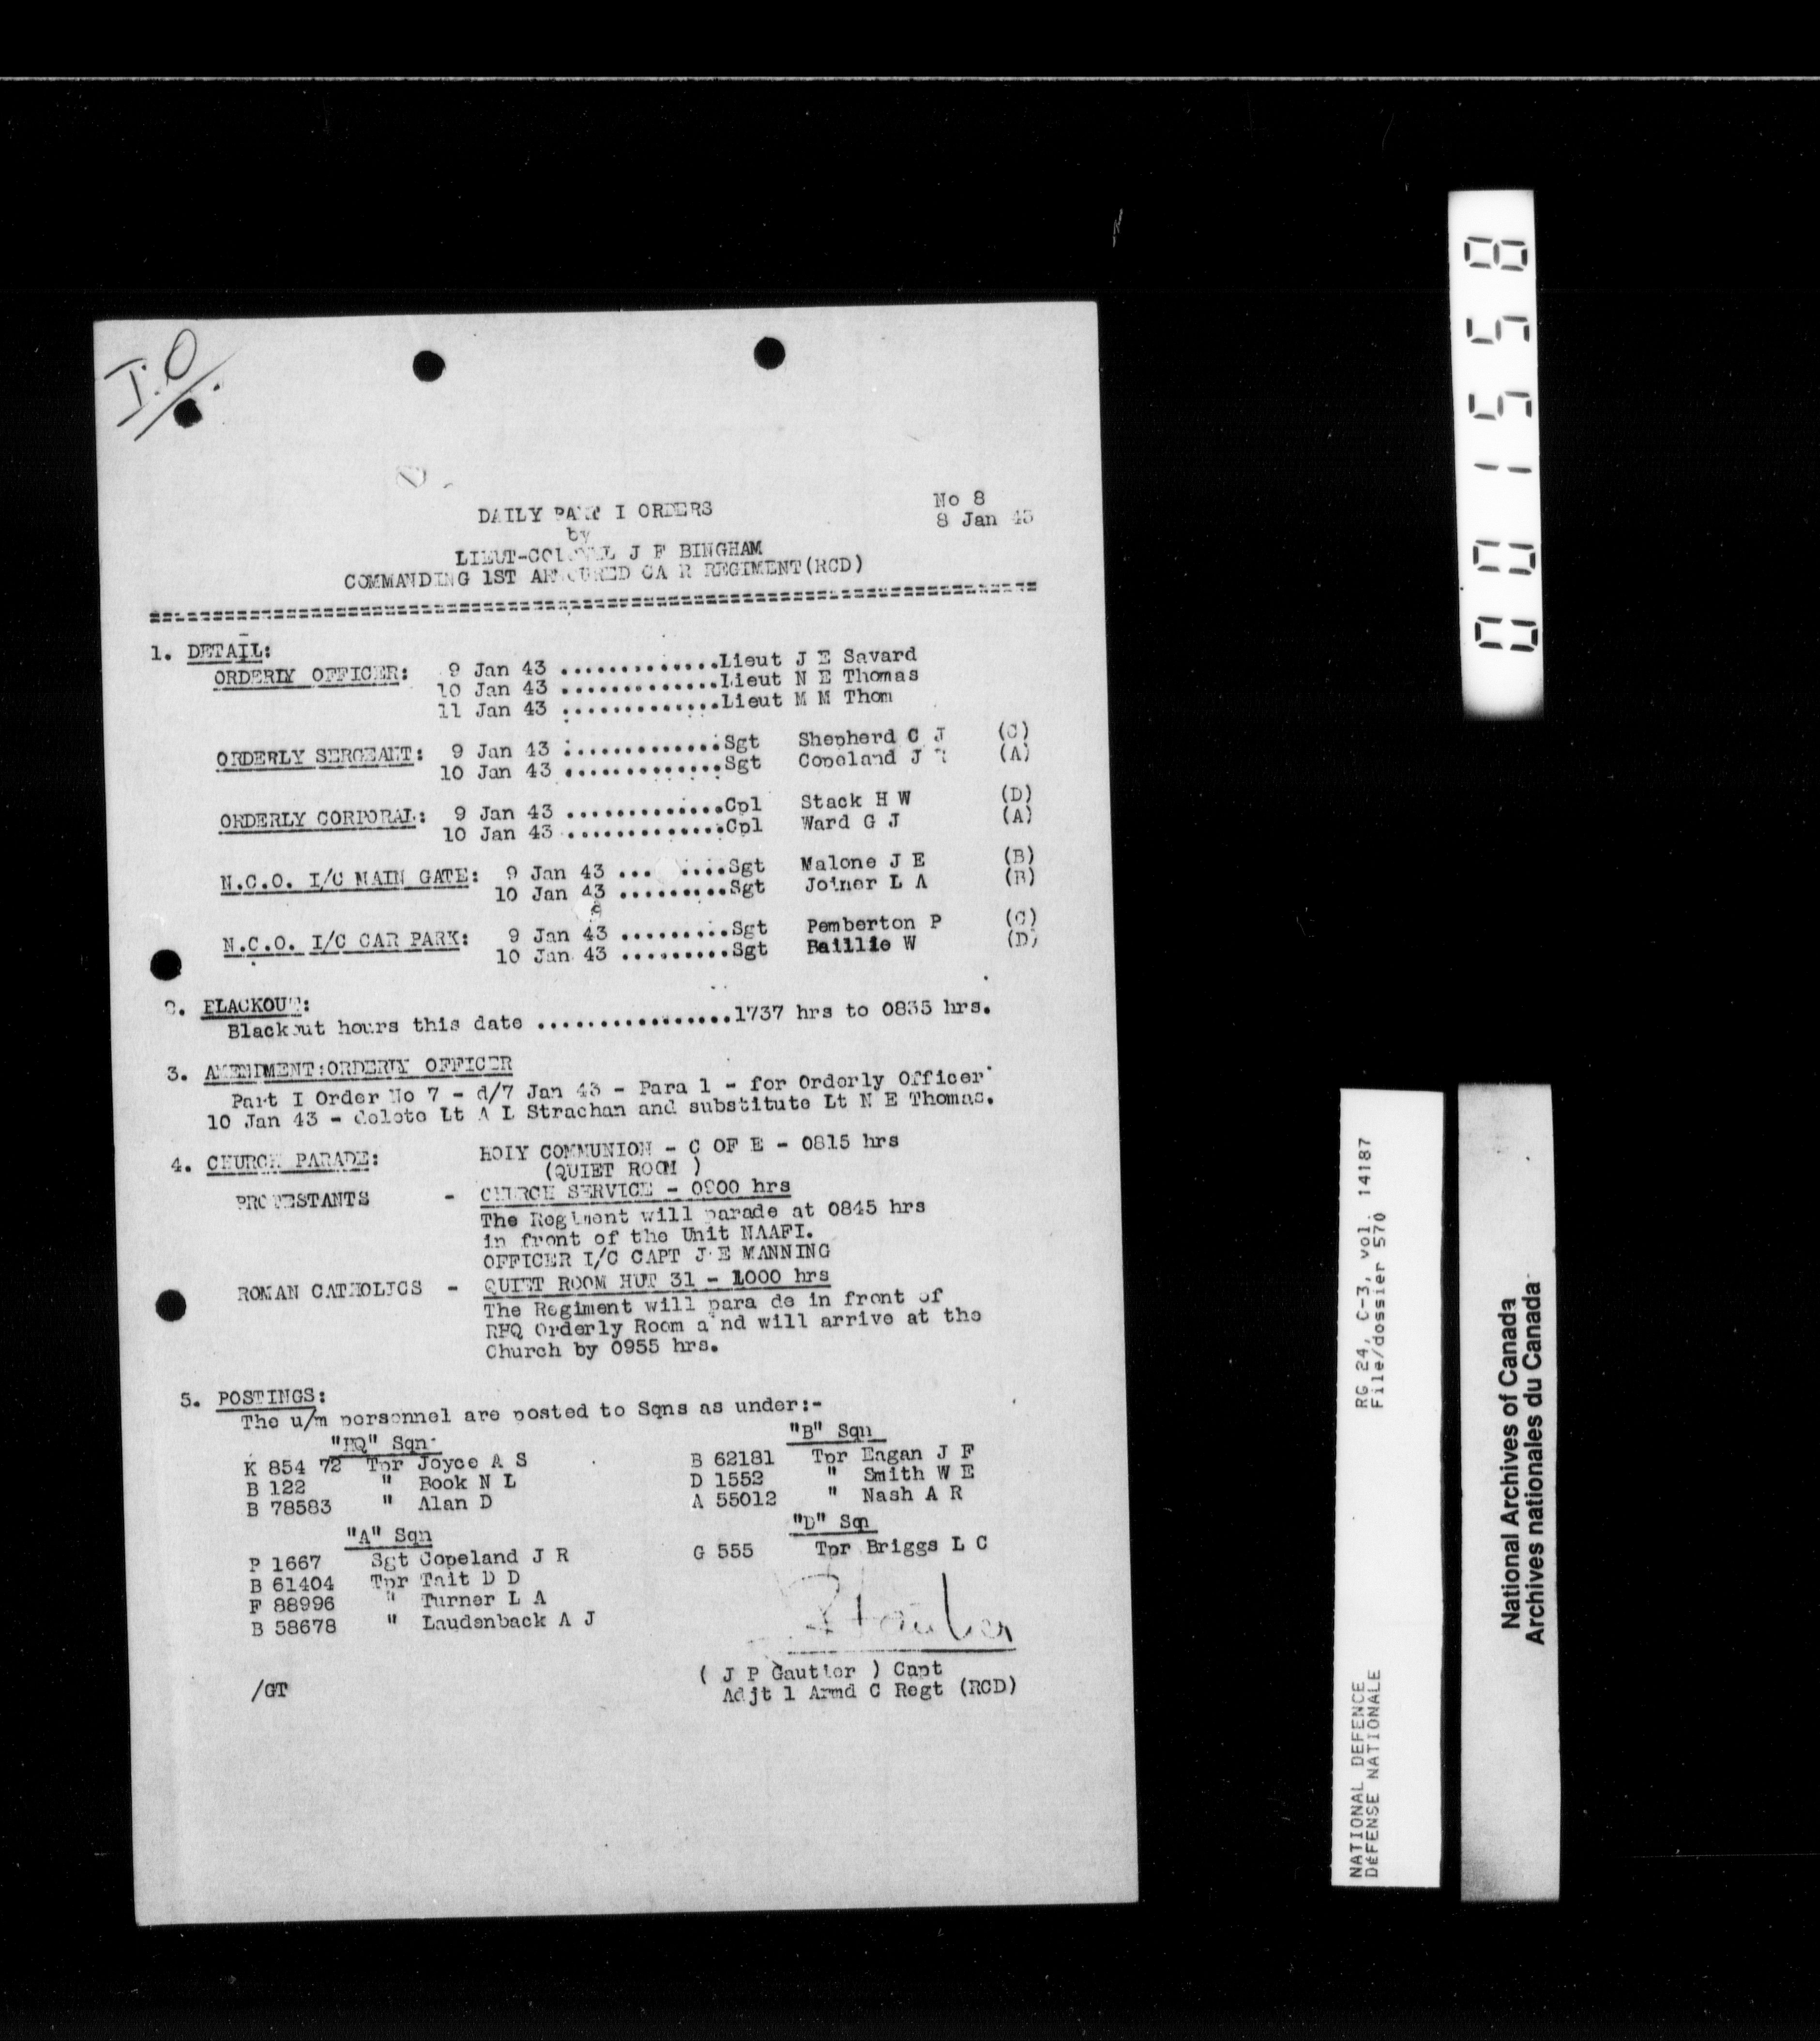 I.O.
No 8
DAILY PART I ORDERS
8 Jan 43
by
LIEUT-COLONEL J F BINGHAM
COMMANDING 1ST ARMOURED CA R REGIMENT(RCD)
1. DETAIL:
ORDERLY OFFICER: 9 Jan 43 .............Lieut J E Savard
10 Jan 43 .............Lieut N E Thomas
11 Jan 43 .............Lieut M M Thom
ORDERLY SERGEANT: 9 Jan 43 .............Sgt Shepherd C J (C)
10 Jan 43 .............Sgt Copeland J (A)
ORDERLY CORPORAL: 9 Jan 43 .............Cpl Stack H W (D)
10 Jan 43 .............Cpl Ward G J (A)
N.C.O. I/C MAIN GATE: 9 Jan 43 ... ....Sgt Malone J E (B)
10 Jan 43 .........Sgt Joiner L A (B)
N.C.O. I/C CAR PARK: 9 Jan 43 .........Sgt Pemberton P (C)
10 Jan 43 .........Sgt Baillie W (D)
2. BLACKOUT:
Blackout hours this date ................1737 hrs to 0835 hrs.
3. AMENDMENT:ORDERLY OFFICER
Part I Order No 7 - d/7 Jan 43 - Para 1 - for Orderly Officer
10 Jan 43 - delete Lt A L Strachan and substitute Lt N E Thomas.
4. CHURCH PARADE: HOLY COMMUNION - C OF E - 0815 hrs
(QUIET ROOM )
PROTESTANTS - CHURCH SERVICE - 0900 hrs
The Regiment will parade at 0845 hrs
in front of the Unit NAAFI.
OFFICER I/C CAPT J E MANNING
ROMAN CATHOLICS - QUIET ROOM HUT 31 - 1000 hrs
The Regiment will para de in front of
RHQ Orderly Room a nd will arrive at the
Church by 0955 hrs.
5. POSTINGS:
The u/m personnel are posted to Sqns as under:-
"HQ" Sqn
K 854 72 Tpr Joyce A S
B 122 " Book N L
B 78583 " Alan D
"A" Sqn
P 1667 Sgt Copeland J R
B 61404 Tpr Tait D D
F 88996 " Turner L A
B 58678 " Laudenback A J
"B" Sqn
B 62181 Tpr Eagan J F
D 1552 " Smith W E
A 55012 " Nash A R
"D" Sqn
G 555 Tpr Briggs L C
( J P Gautier ) Capt
Adjt 1 Armd C Regt (RCD)
/GT
001558
NATIONAL DEFENCE RG 24, C-3, vol. 14187
DÉFENSE NATIONALE File/dossier 570
National Archives of Canada
Archives nationales du Canada